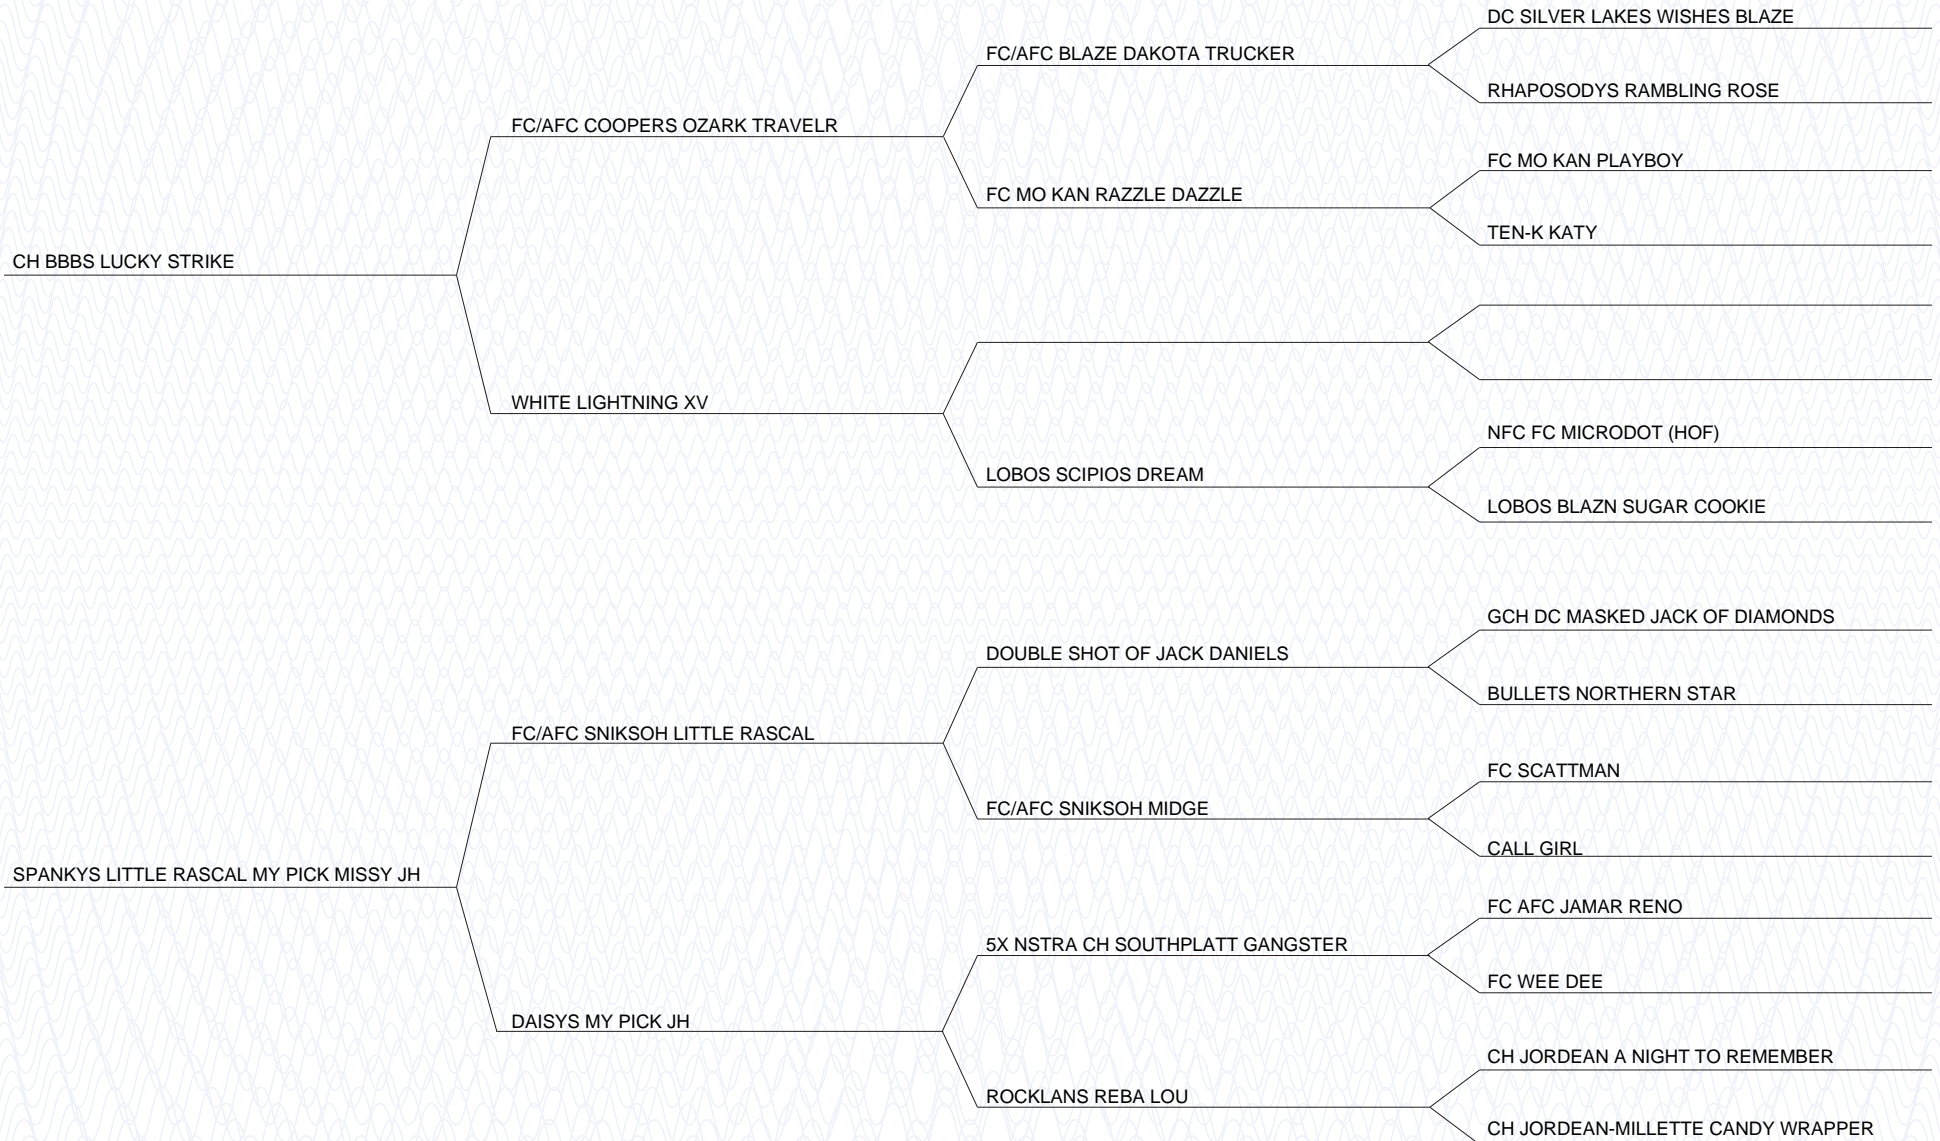 DC SILVER LAKES WISHES BLAZE
FC/AFC BLAZE DAKOTA TRUCKER
RHAPOSODYS RAMBLING ROSE
FC/AFC COOPERS OZARK TRAVELR
FC MO KAN PLAYBOY
FC MO KAN RAZZLE DAZZLE
TEN-K KATY
CH BBBS LUCKY STRIKE
WHITE LIGHTNING XV
NFC FC MICRODOT (HOF)
LOBOS SCIPIOS DREAM
LOBOS BLAZN SUGAR COOKIE
GCH DC MASKED JACK OF DIAMONDS
DOUBLE SHOT OF JACK DANIELS
BULLETS NORTHERN STAR
FC/AFC SNIKSOH LITTLE RASCAL
FC SCATTMAN
FC/AFC SNIKSOH MIDGE
CALL GIRL
SPANKYS LITTLE RASCAL MY PICK MISSY JH
FC AFC JAMAR RENO
5X NSTRA CH SOUTHPLATT GANGSTER
FC WEE DEE
DAISYS MY PICK JH
CH JORDEAN A NIGHT TO REMEMBER
ROCKLANS REBA LOU
CH JORDEAN-MILLETTE CANDY WRAPPER